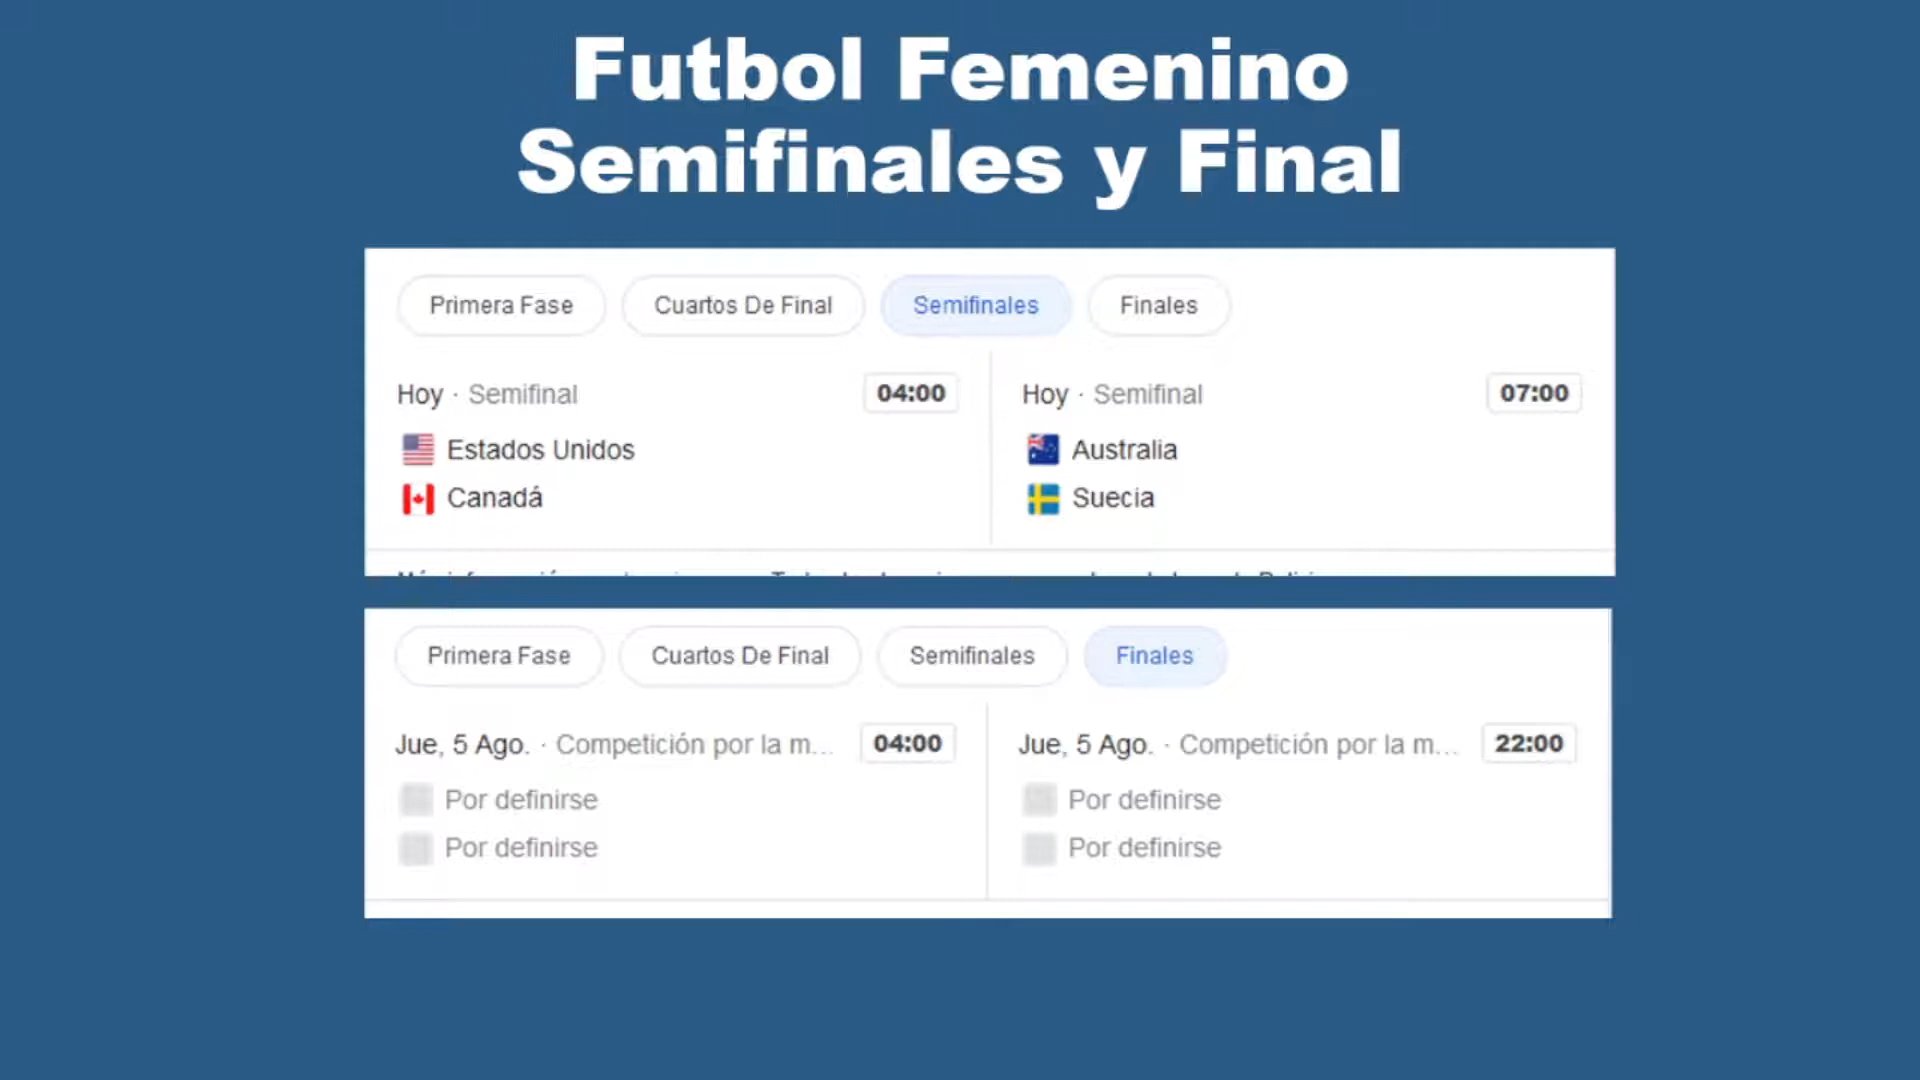 Futbol Femenino
Semifinales y Final
Primera Fase Cuartos De Final Semifinales Finales
Hoy · Semifinal 04:00
Estados Unidos
Canadá
Hoy · Semifinal 07:00
Australia
Suecia
Primera Fase Cuartos De Final Semifinales Finales
Jue, 5 Ago. · Competición por la m... 04:00
Por definirse
Por definirse
Jue, 5 Ago. · Competición por la m... 22:00
Por definirse
Por definirse